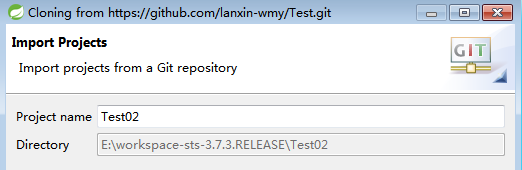 Cloning from https://github.com/lanxin-wmy/Test.git
Import Projects
Import projects from a Git repository
GIT
Project name Test02
Directory E:\workspace-sts-3.7.3.RELEASE\Test02